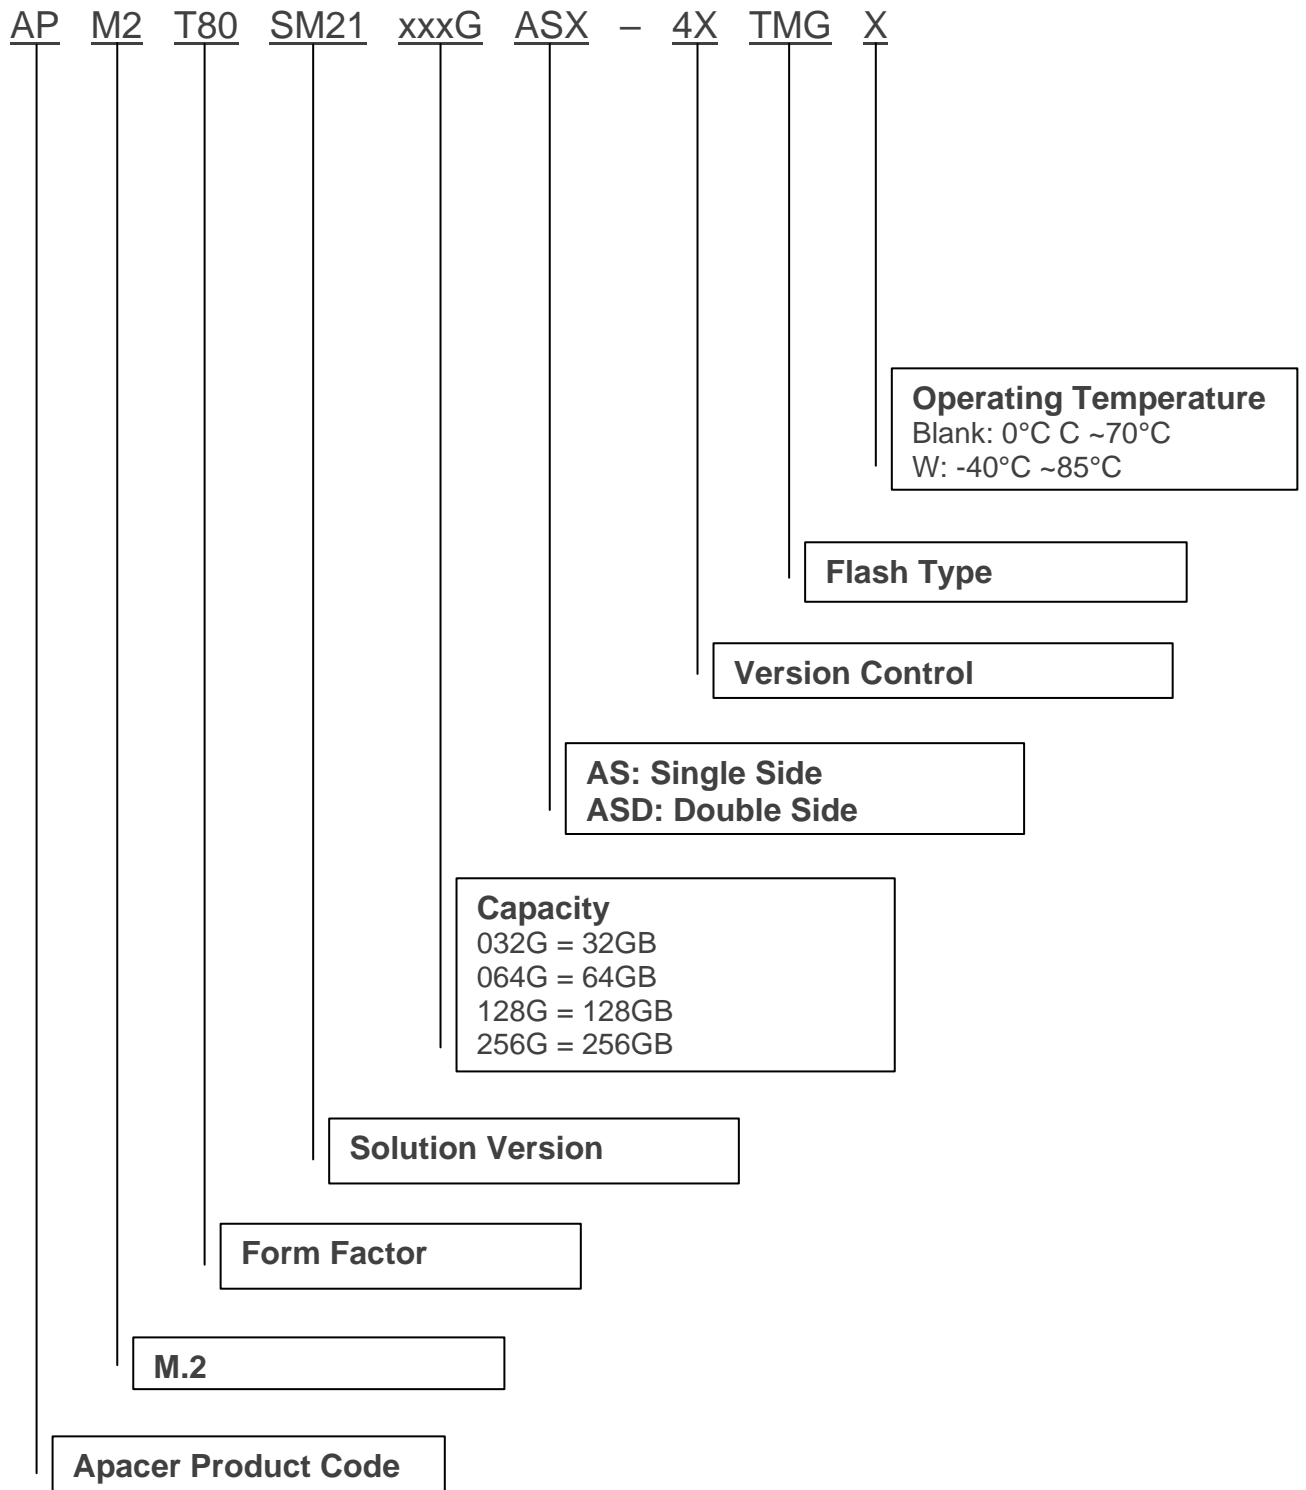 AP M2 T80 SM21 xxxG ASX – 4X TMG X
Operating Temperature
Blank: 0°C C ~70°C
W: -40°C ~85°C
Flash Type
Version Control
AS: Single Side
ASD: Double Side
Capacity
032G = 32GB
064G = 64GB
128G = 128GB
256G = 256GB
Solution Version
Form Factor
M.2
Apacer Product Code